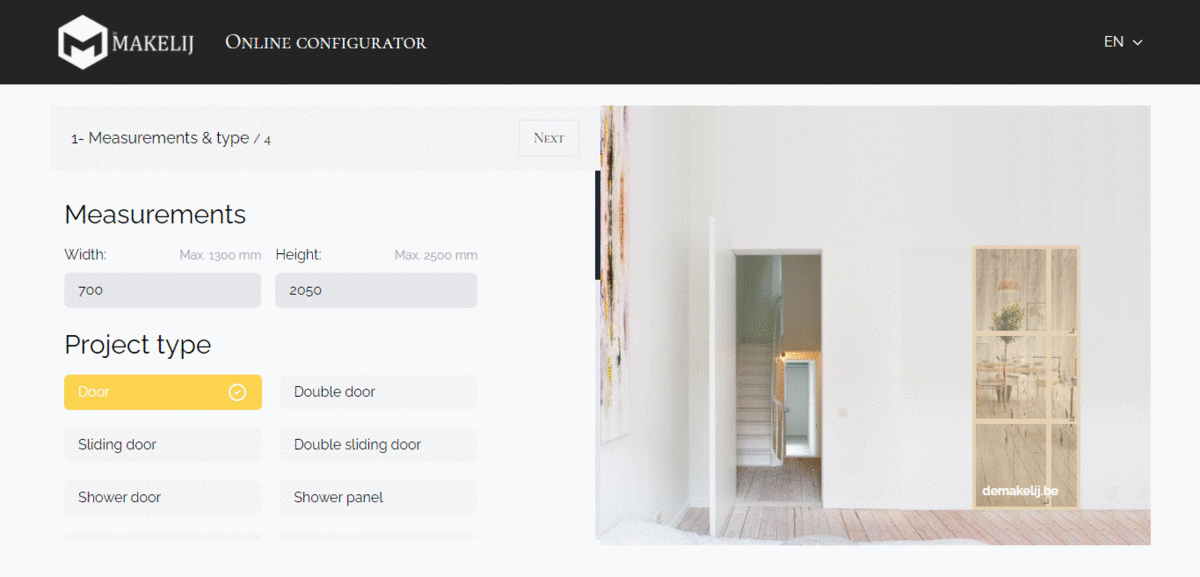 MAKELIJ
ONLINE CONFIGURATOR
EN
1- Measurements & type / 4
NEXT
Measurements
Width:
Max. 1300 mm
Height:
Max. 2500 mm
700
2050
Project type
Door
Double door
Sliding door
Double sliding door
Shower door
Shower panel
demakelij.be